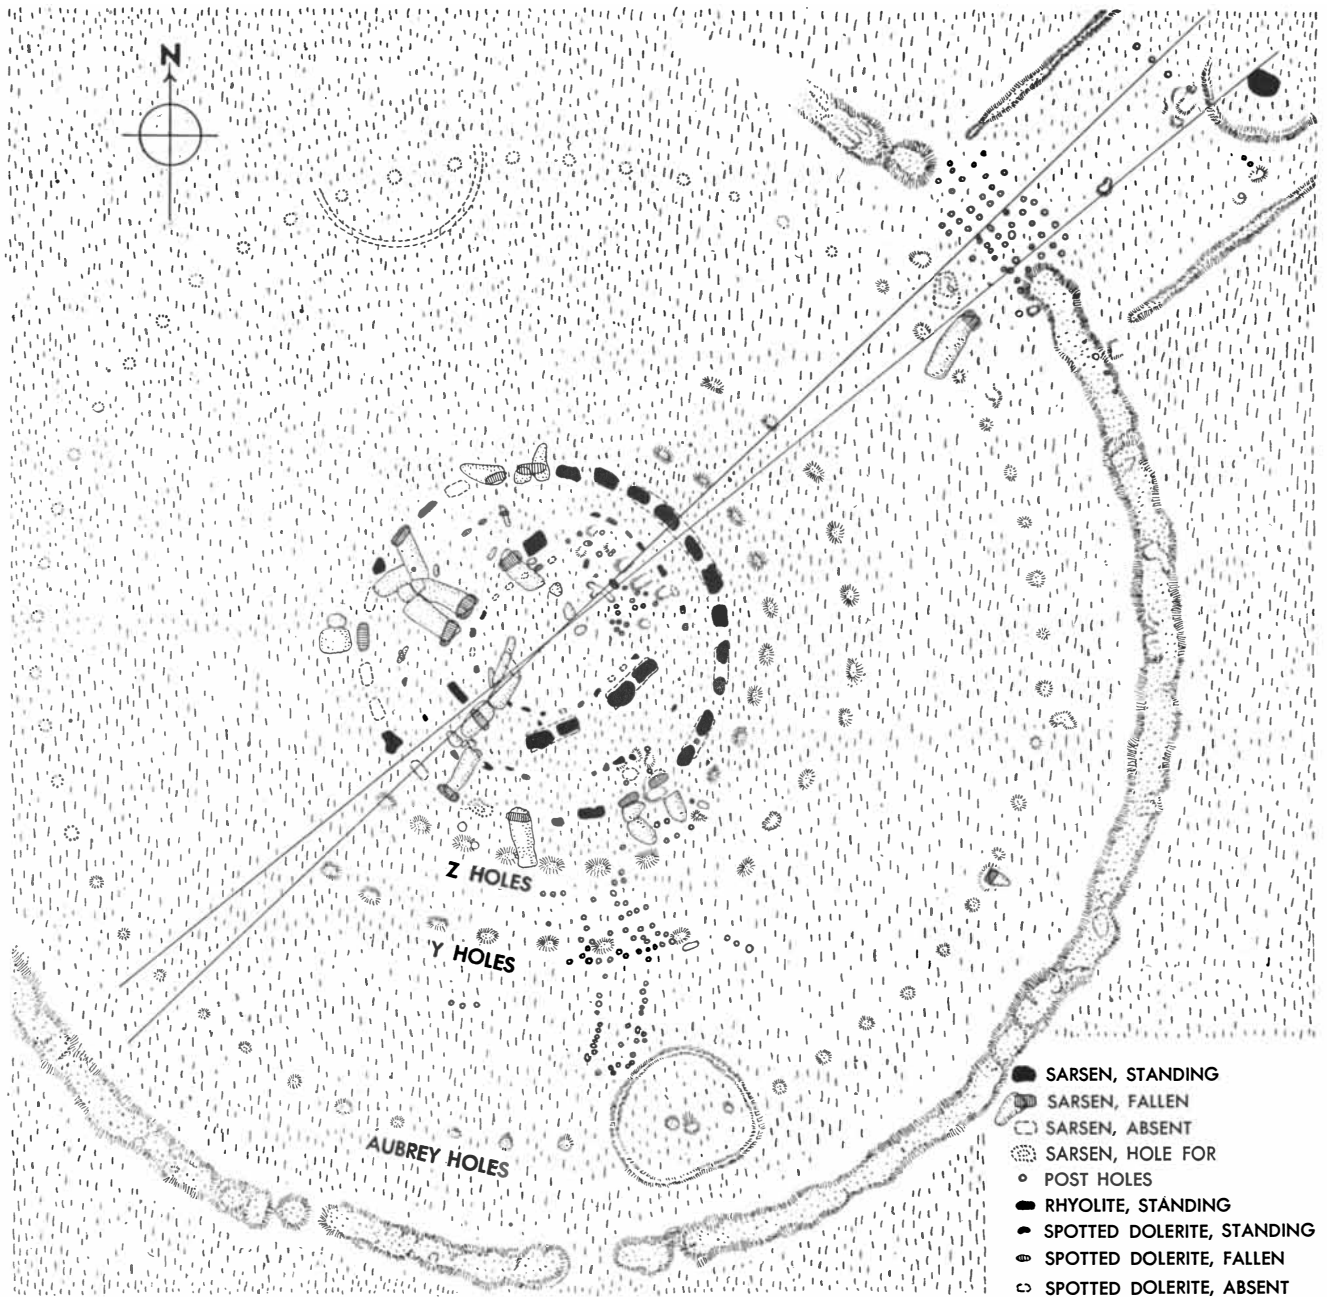 N
Z HOLES
Y HOLES
AUBREY HOLES
SARSEN, STANDING
SARSEN, FALLEN
SARSEN, ABSENT
SARSEN, HOLE FOR
POST HOLES
RHYOLITE, STANDING
SPOTTED DOLERITE, STANDING
SPOTTED DOLERITE, FALLEN
SPOTTED DOLERITE, ABSENT